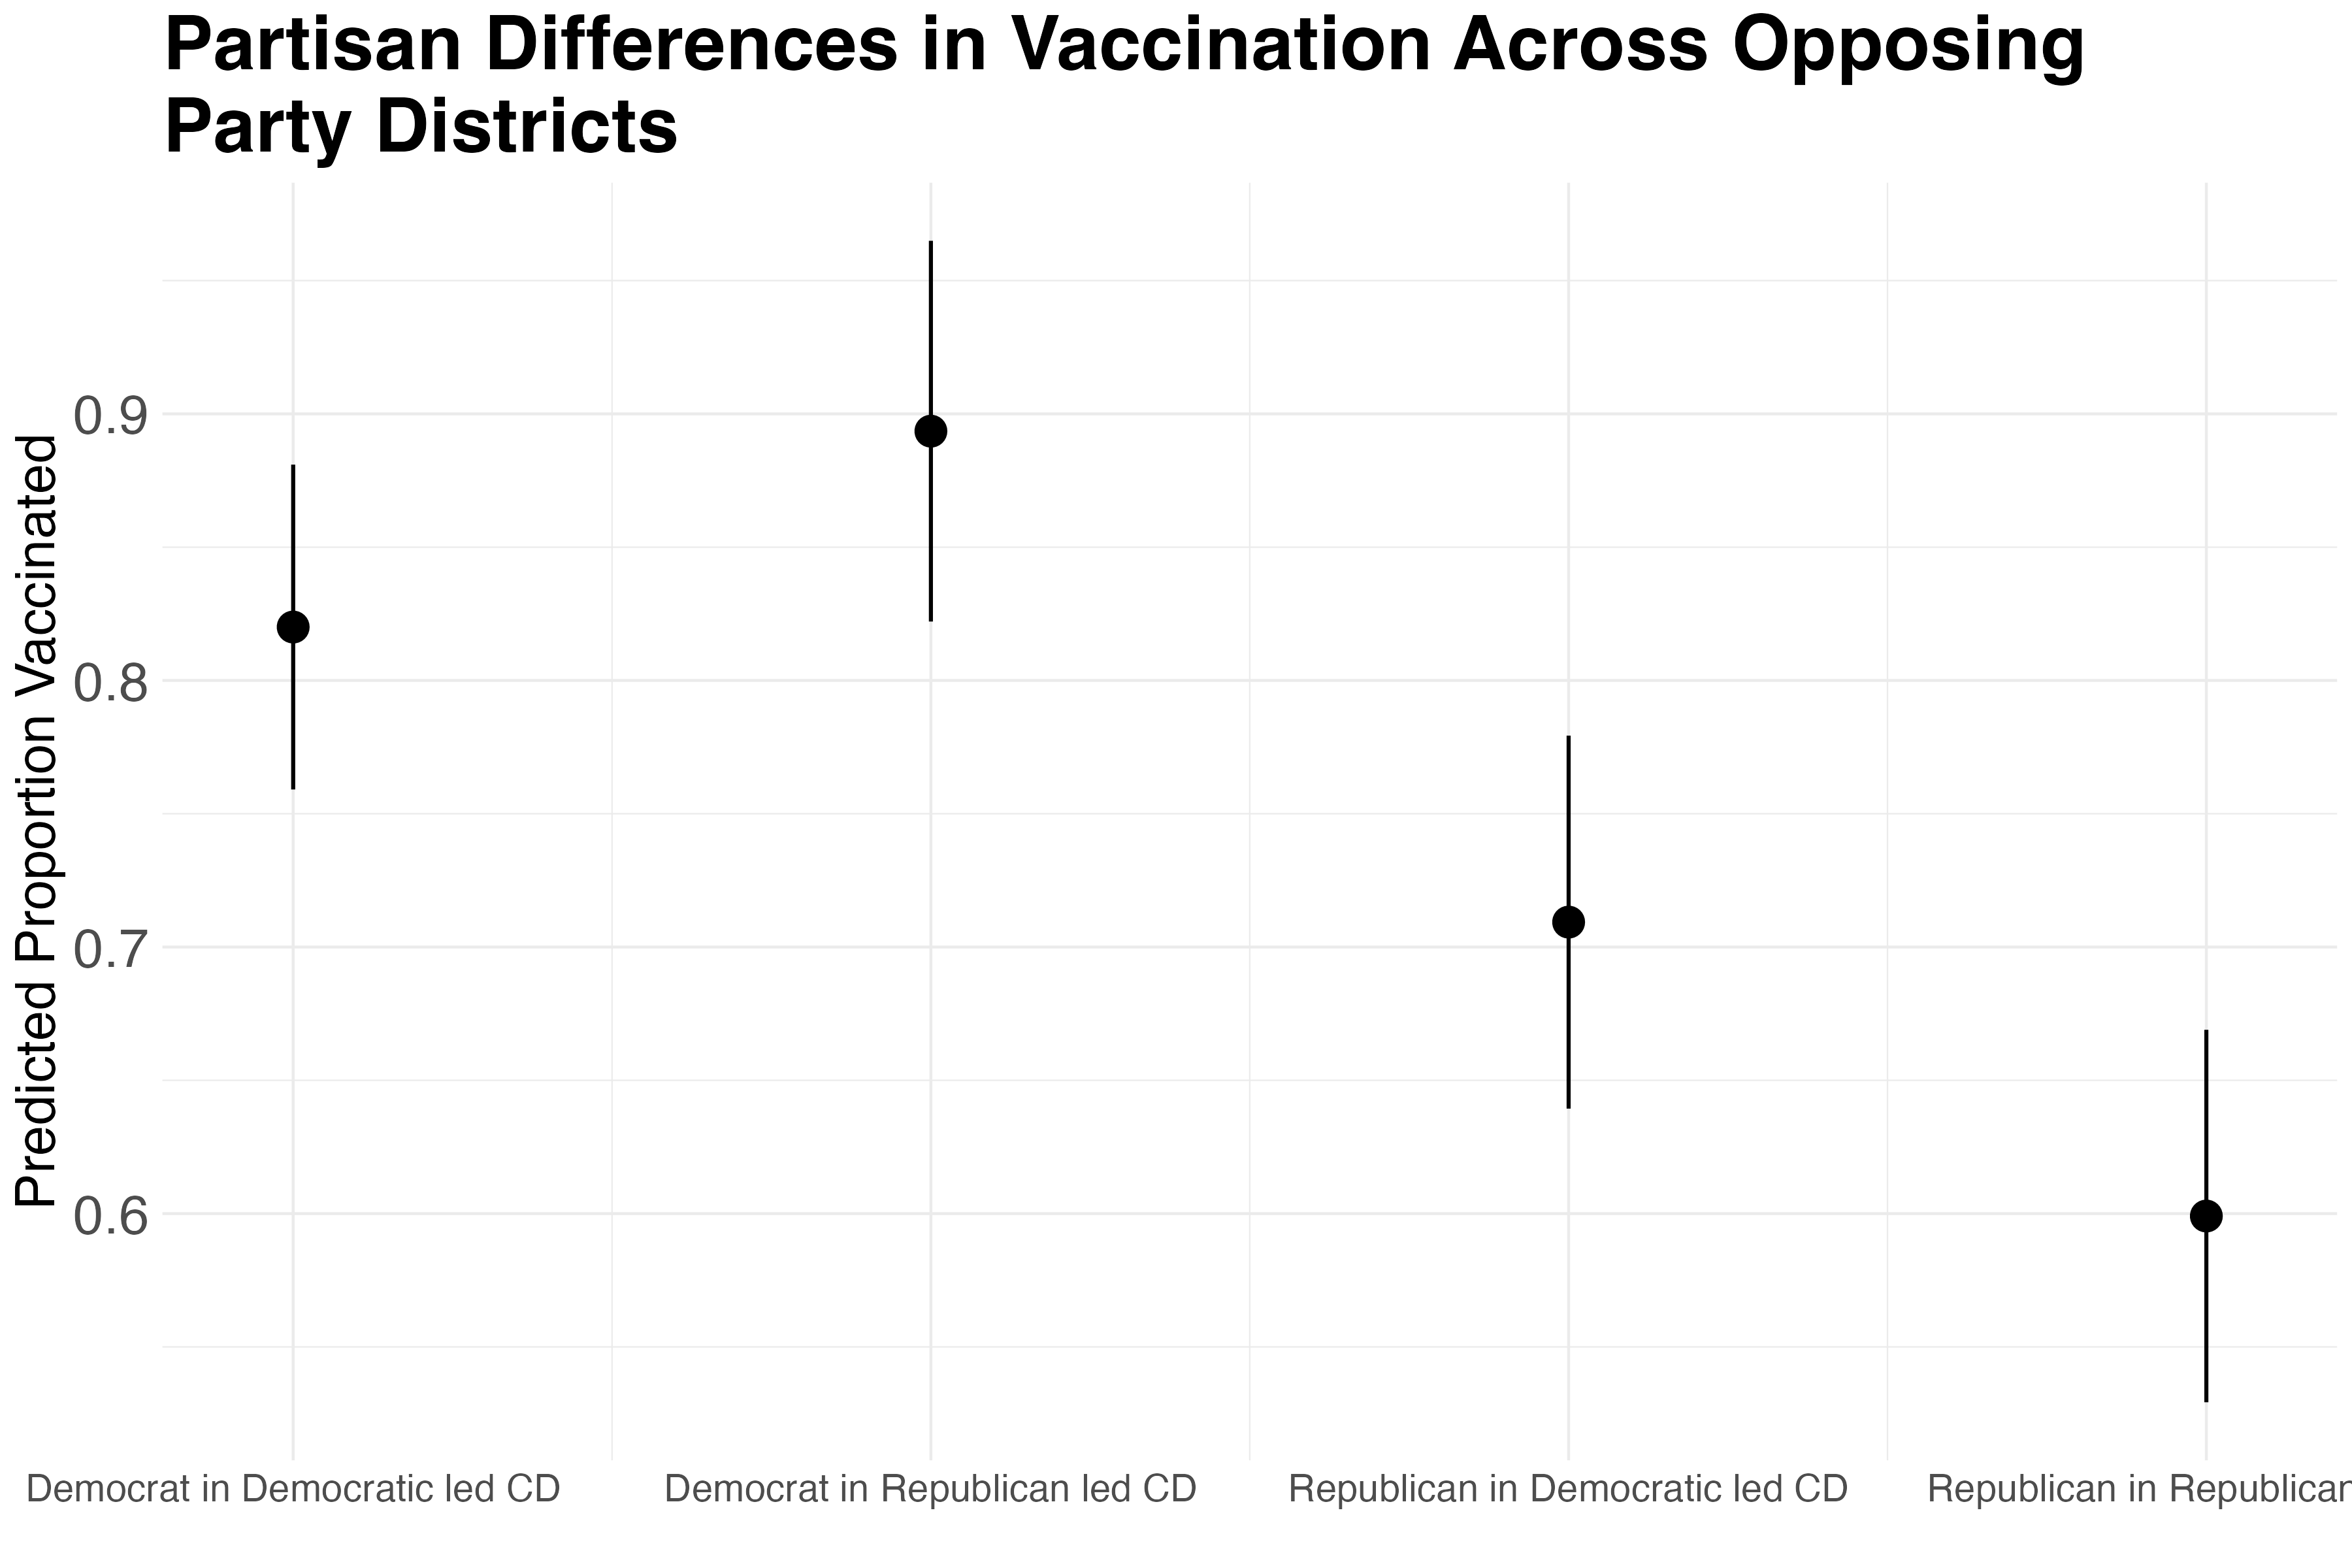 Partisan Differences in Vaccination Across Opposing
Party Districts
Predicted Proportion Vaccinated
0.9
0.8
0.7
0.6
Democrat in Democratic led CD
Democrat in Republican led CD
Republican in Democratic led CD
Republican in Republican